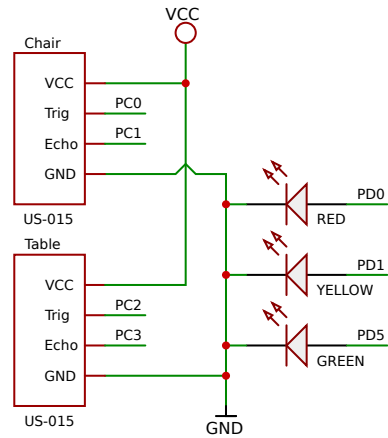 VCC
Chair
VCC
Trig PC0
Echo PC1
GND
US-015
PD0
RED
Table
VCC
Trig PC2
Echo PC3
GND
US-015
PD1
YELLOW
PD5
GREEN
GND